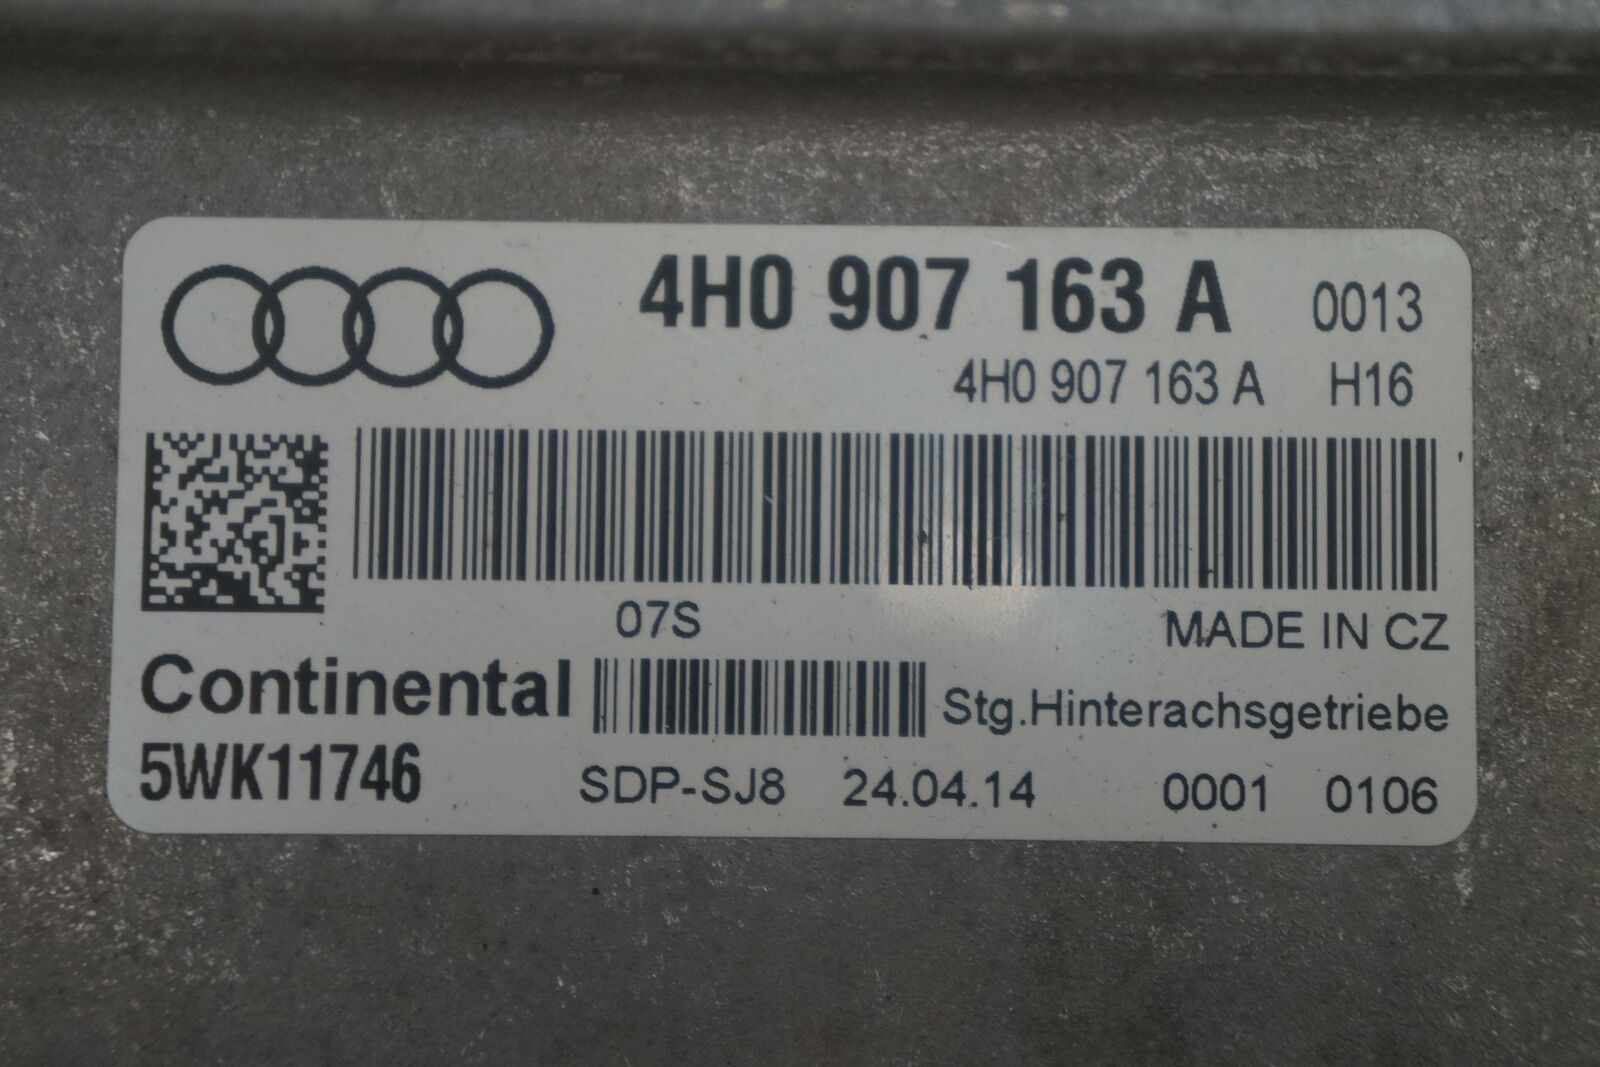 4H0 907 163 A 0013
4H0 907 163 A H16
07S MADE IN CZ
Continental Stg.Hinterachsgetriebe
5WK11746 SDP-SJ8 24.04.14 0001 0106